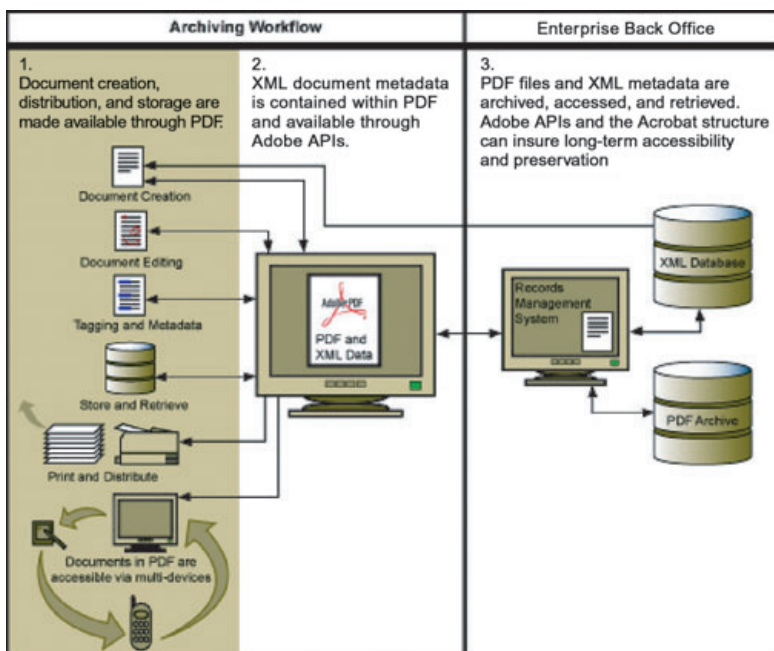 Archiving Workflow
Enterprise Back Office
1.
Document creation,
distribution, and storage are
made available through PDF.
2.
XML document metadata
is contained within PDF
and available through
Adobe APIs.
3.
PDF files and XML metadata are
archived, accessed, and retrieved.
Adobe APIs and the Acrobat structure
can insure long-term accessibility
and preservation
Document Creation
Document Editing
Tagging and Metadata
Store and Retrieve
Print and Distribute
Documents in PDF are
accessible via multi-devices
Adobe PDF
PDF and
XML Data
Records
Management
System
XML Database
PDF Archive